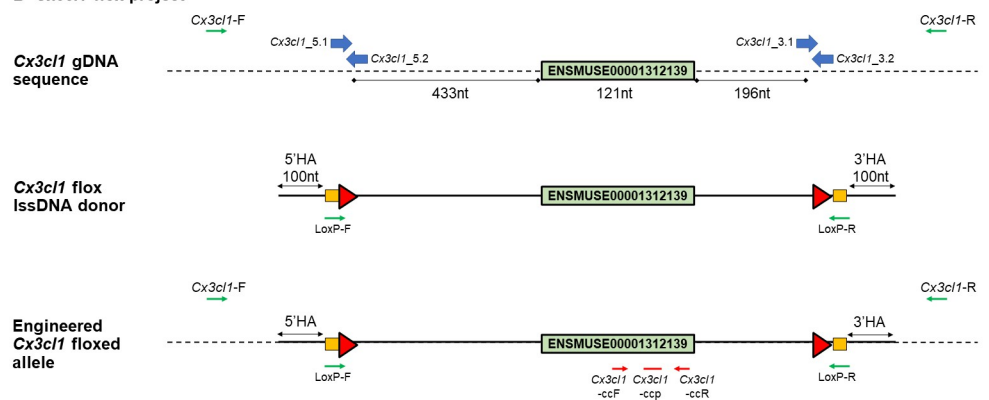 Cx3cl1-F
Cx3cl1-R
Cx3cl1_5.1
Cx3cl1_3.1
Cx3cl1 gDNA
sequence
Cx3cl1_5.2
Cx3cl1_3.2
ENSMUSE00001312139
433nt
121nt
196nt
5'HA
100nt
3'HA
100nt
Cx3cl1 flox
lssDNA donor
ENSMUSE00001312139
LoxP-F
LoxP-R
Cx3cl1-F
Cx3cl1-R
Engineered
Cx3cl1 floxed
allele
5'HA
3'HA
ENSMUSE00001312139
LoxP-F
LoxP-R
Cx3cl1
-ccF
Cx3cl1
-ccp
Cx3cl1
-ccR